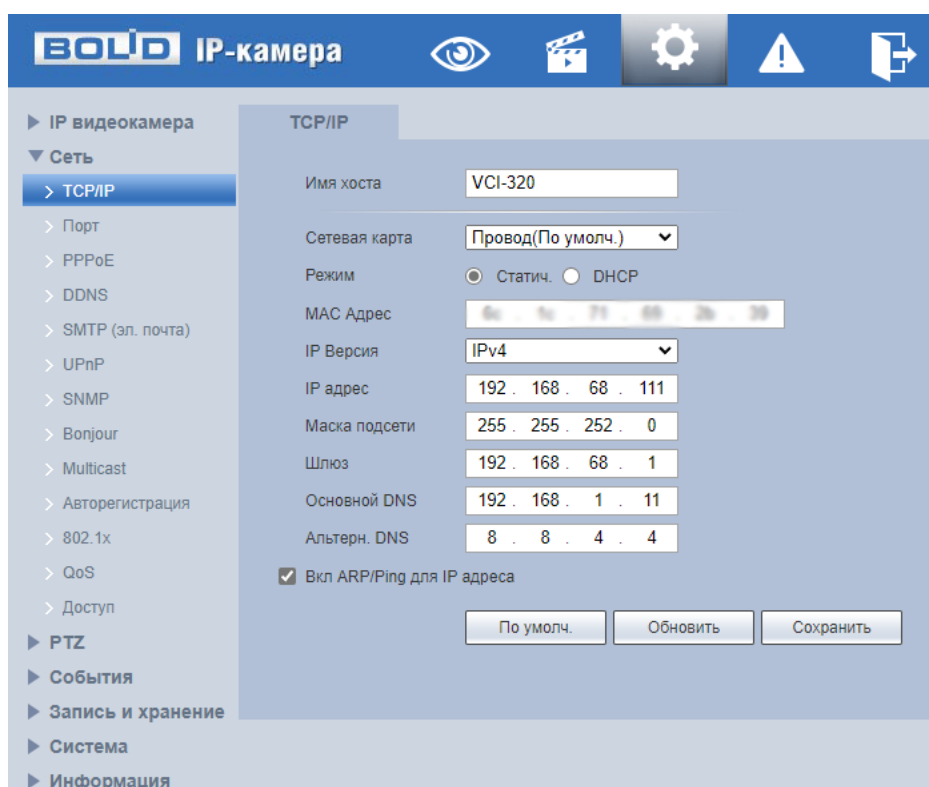 BOLID IP-камера
IP видеокамера
Сеть
TCP/IP
Порт
PPPoE
DDNS
SMTP (эл. почта)
UPnP
SNMP
Bonjour
Multicast
Авторегистрация
802.1x
QoS
Доступ
PTZ
События
Запись и хранение
Система
Информация
TCP/IP
Имя хоста VCI-320
Сетевая карта Провод(По умолч.)
Режим Статич. DHCP
MAC Адрес
IP Версия IPv4
IP адрес 192 . 168 . 68 . 111
Маска подсети 255 . 255 . 252 . 0
Шлюз 192 . 168 . 68 . 1
Основной DNS 192 . 168 . 1 . 11
Альтерн. DNS 8 . 8 . 4 . 4
Вкл ARP/Ping для IP адреса
По умолч. Обновить Сохранить